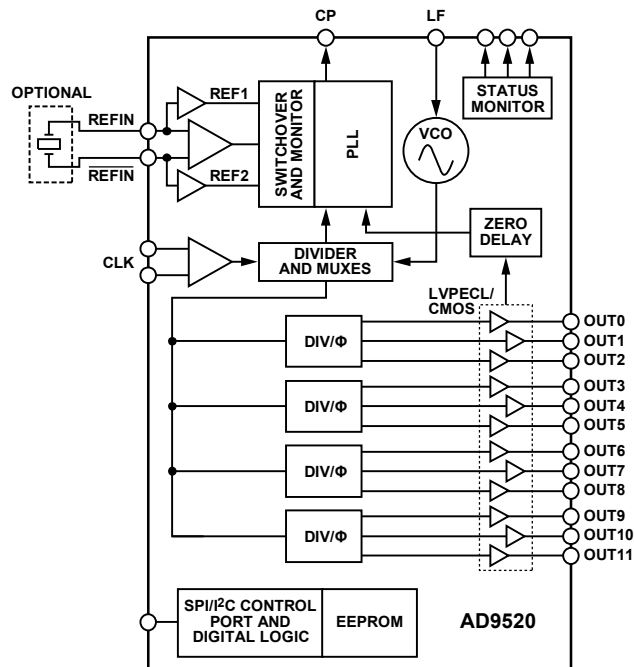 CP
LF
OPTIONAL
REFIN
REFIN
REF1
REF2
SWITCHOVER
AND MONITOR
PLL
VCO
STATUS
MONITOR
ZERO
DELAY
CLK
DIVIDER
AND MUXES
LVPECL/
CMOS
DIV/Φ
OUT0
OUT1
OUT2
DIV/Φ
OUT3
OUT4
OUT5
DIV/Φ
OUT6
OUT7
OUT8
DIV/Φ
OUT9
OUT10
OUT11
SPI/I²C CONTROL
PORT AND
DIGITAL LOGIC
EEPROM
AD9520